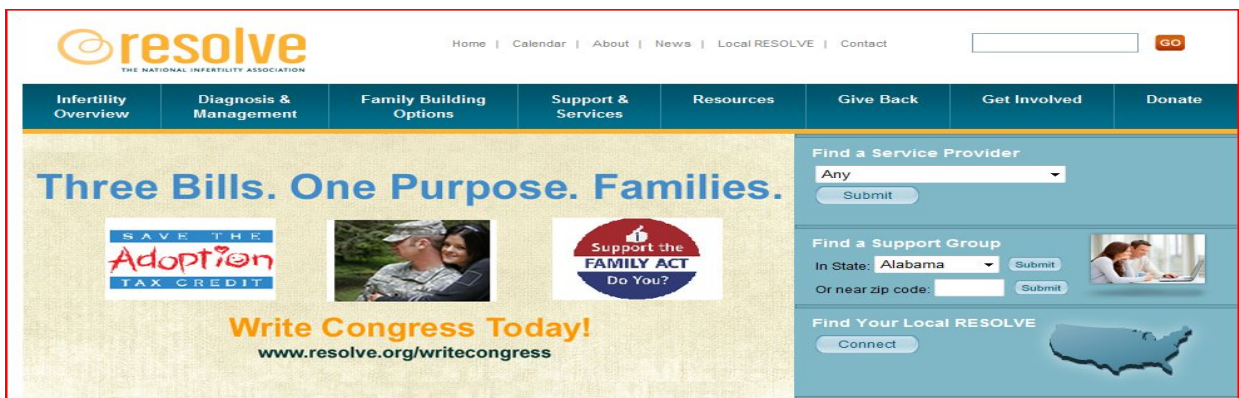 resolve
THE NATIONAL INFERTILITY ASSOCIATION
Home | Calendar | About | News | Local RESOLVE | Contact
GO
Infertility Overview
Diagnosis & Management
Family Building Options
Support & Services
Resources
Give Back
Get Involved
Donate
Three Bills. One Purpose. Families.
SAVE THE
Adoption
TAX CREDIT
Support the
FAMILY ACT
Do You?
Write Congress Today!
www.resolve.org/writecongress
Find a Service Provider
Any
Submit
Find a Support Group
In State: Alabama Submit
Or near zip code: Submit
Find Your Local RESOLVE
Connect